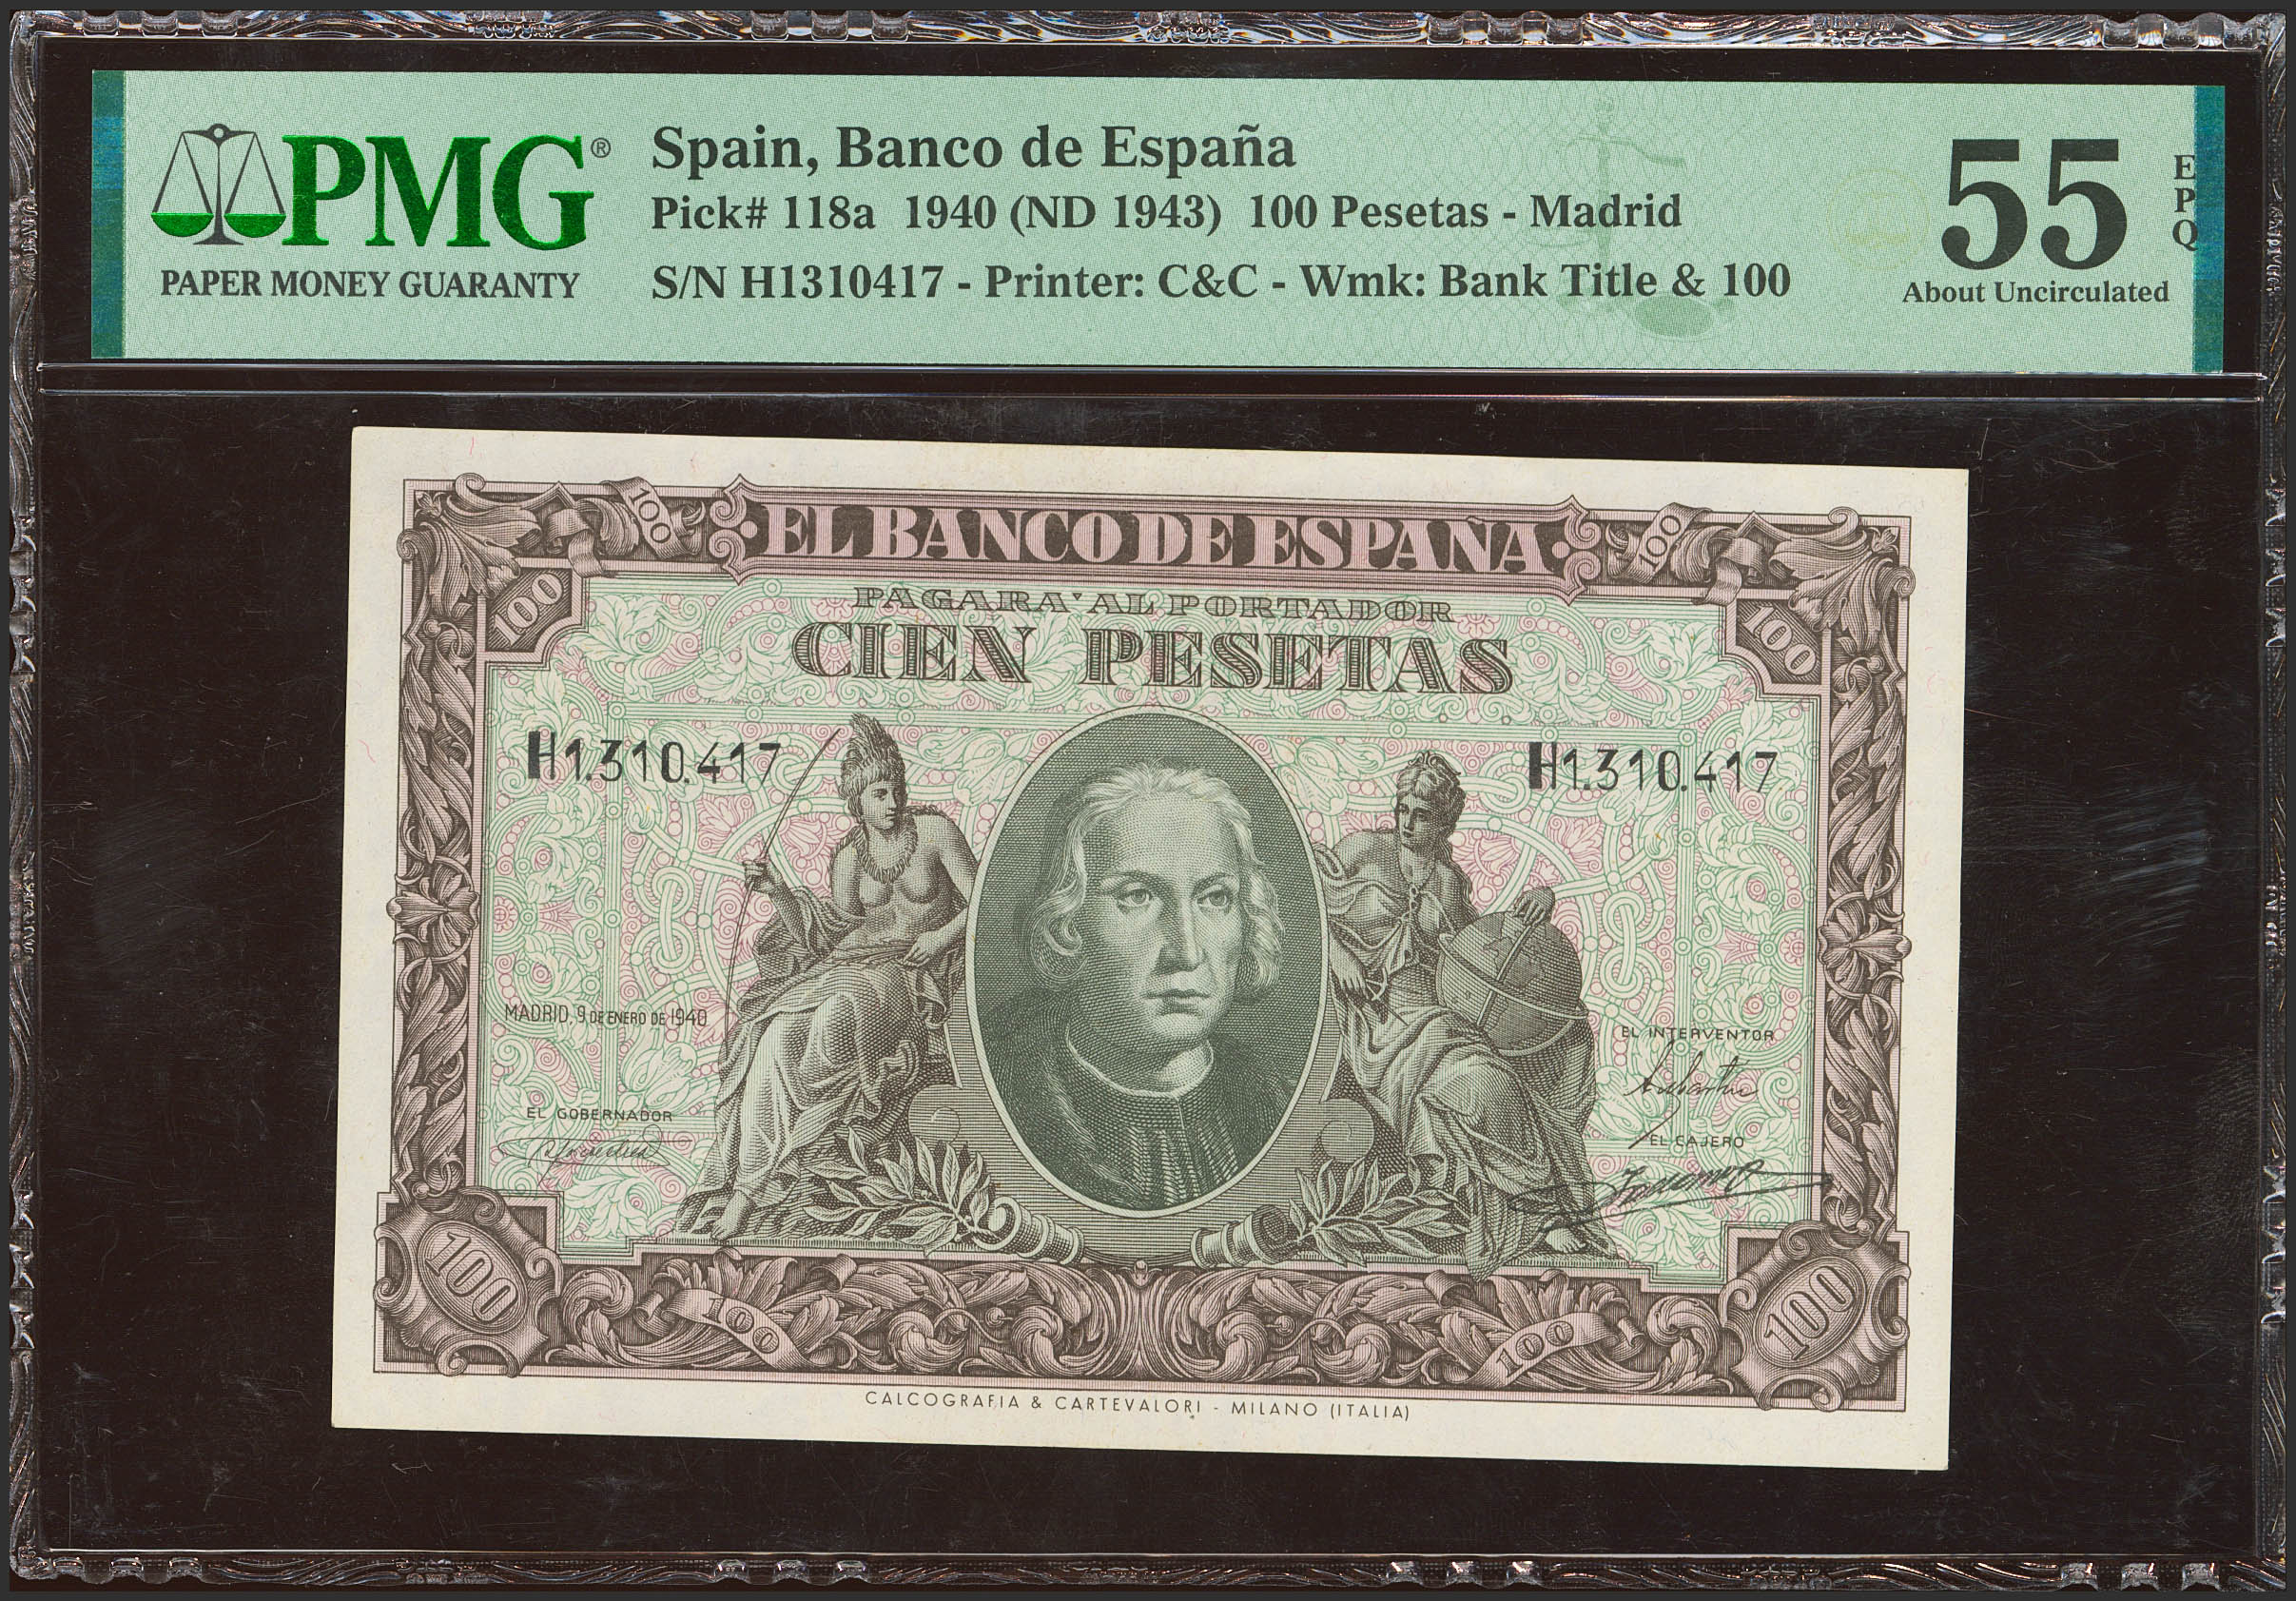 PMG®
PAPER MONEY GUARANTY
Spain, Banco de España
Pick# 118a 1940 (ND 1943) 100 Pesetas - Madrid
S/N H1310417 - Printer: C&C - Wmk: Bank Title & 100
55
EPQ
About Uncirculated
100
100
EL BANCO DE ESPAÑA
100
100
PAGARA AL PORTADOR
CIEN PESETAS
H1.310.417
H1.310.417
MADRID, 9 DE ENERO DE 1940
EL INTERVENTOR
EL GOBERNADOR
EL CAJERO
100
100
100
100
CALCOGRAFIA & CARTEVALORI - MILANO (ITALIA)